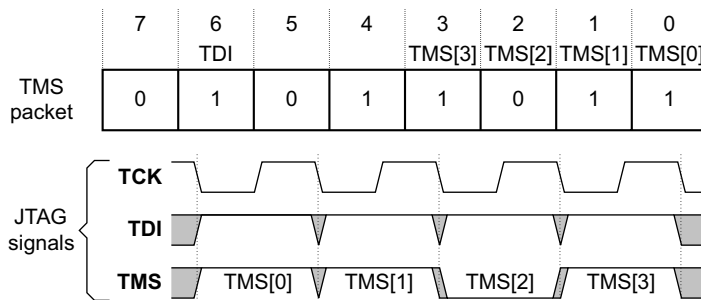 7 6 5 4 3 2 1 0
TDI TMS[3] TMS[2] TMS[1] TMS[0]
TMS
packet
0 1 0 1 1 0 1 1
JTAG
signals
TCK
TDI
TMS TMS[0] TMS[1] TMS[2] TMS[3]